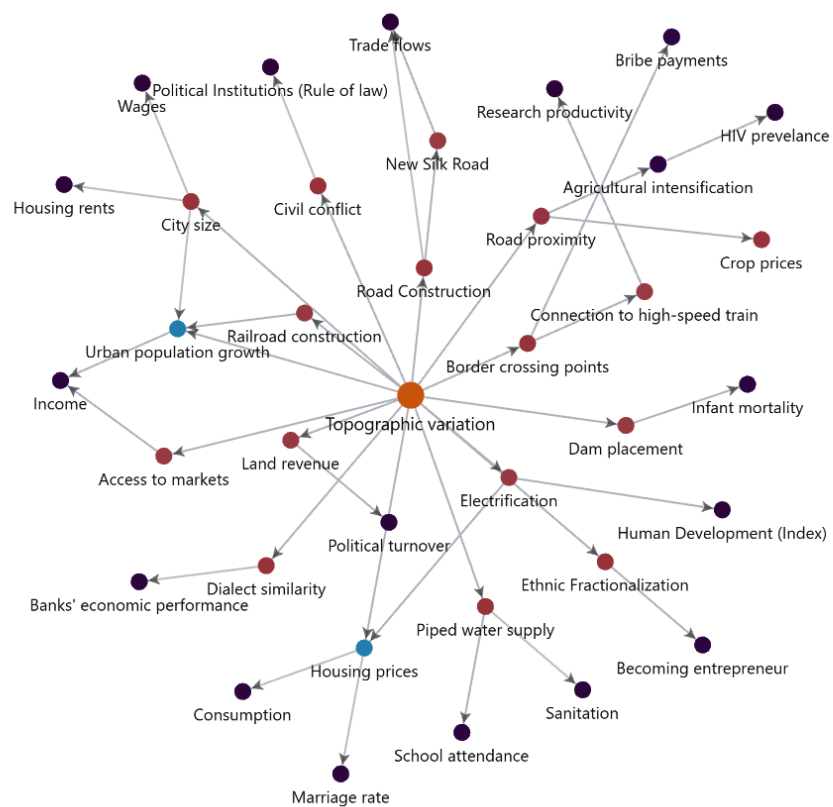 Trade flows
Bribe payments
Political Institutions (Rule of law)
Wages
Research productivity
HIV prevelance
New Silk Road
Agricultural intensification
Housing rents
Civil conflict
City size
Road proximity
Crop prices
Road Construction
Connection to high-speed train
Railroad construction
Urban population growth
Border crossing points
Income
Infant mortality
Topographic variation
Dam placement
Land revenue
Access to markets
Electrification
Human Development (Index)
Political turnover
Ethnic Fractionalization
Dialect similarity
Banks' economic performance
Piped water supply
Becoming entrepreneur
Housing prices
Sanitation
Consumption
School attendance
Marriage rate